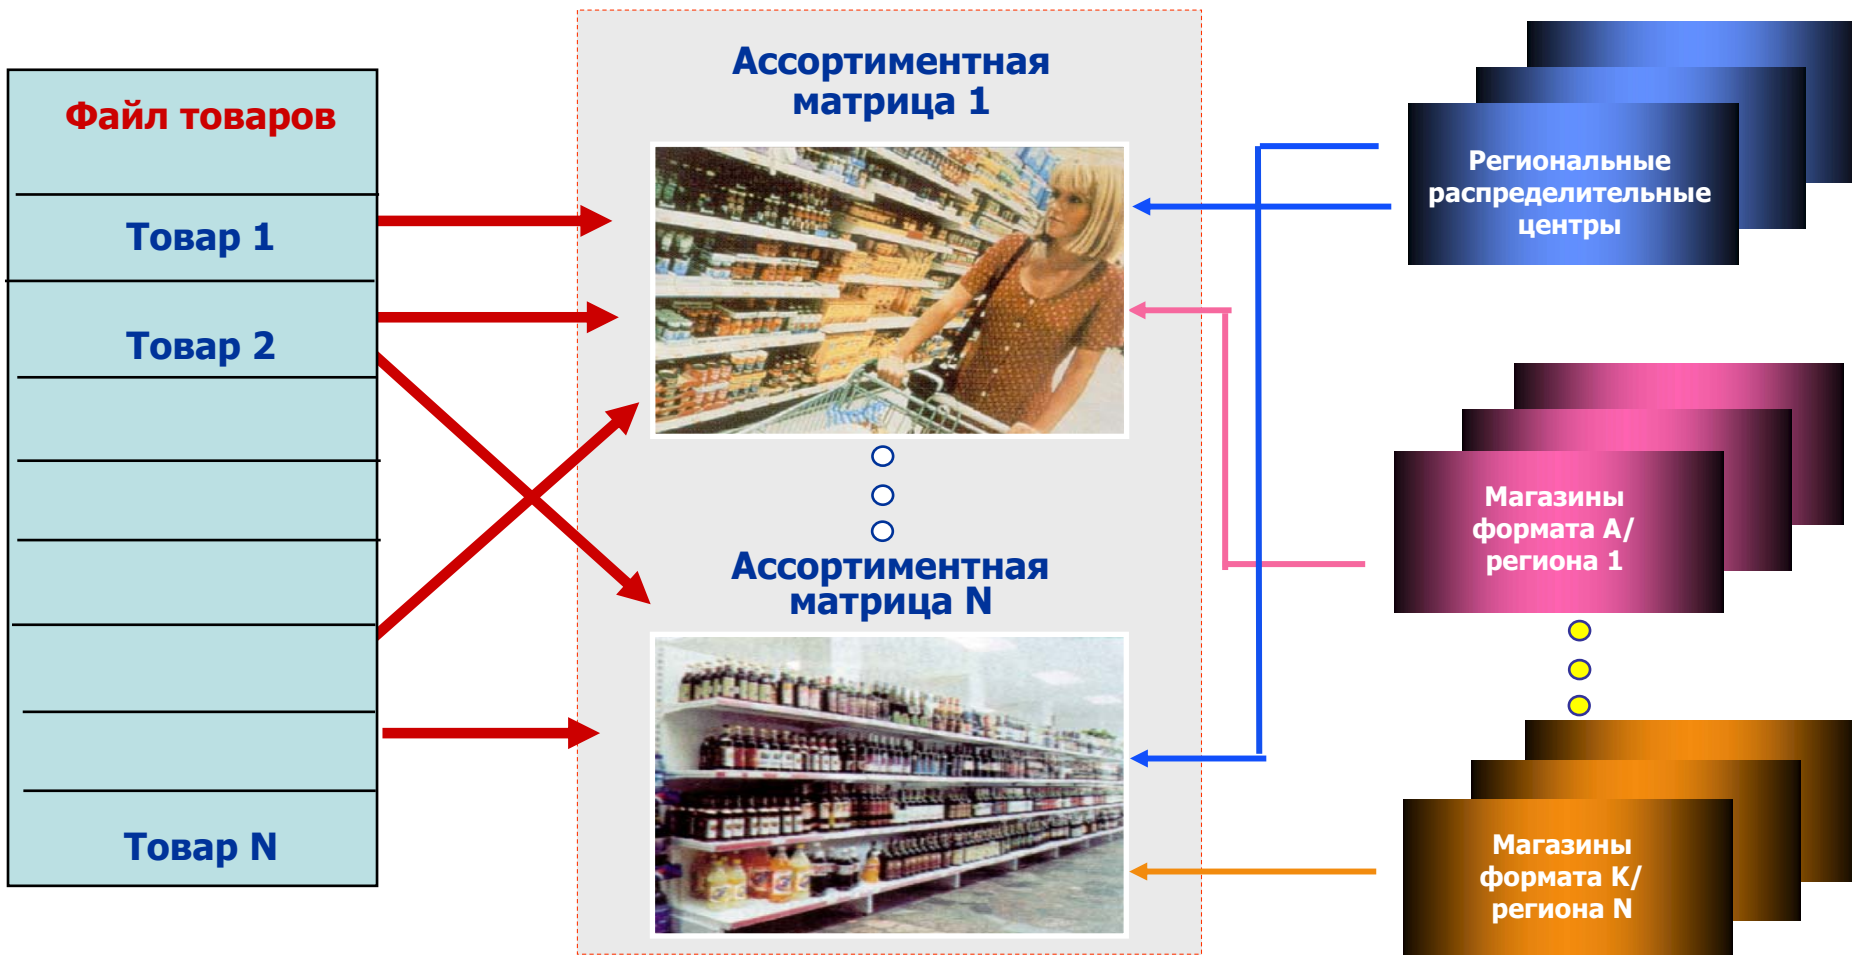 Файл товаров
Товар 1
Товар 2
Товар N
Ассортиментная
матрица 1
Ассортиментная
матрица N
Региональные
распределительные
центры
Магазины
формата А/
региона 1
Магазины
формата К/
региона N